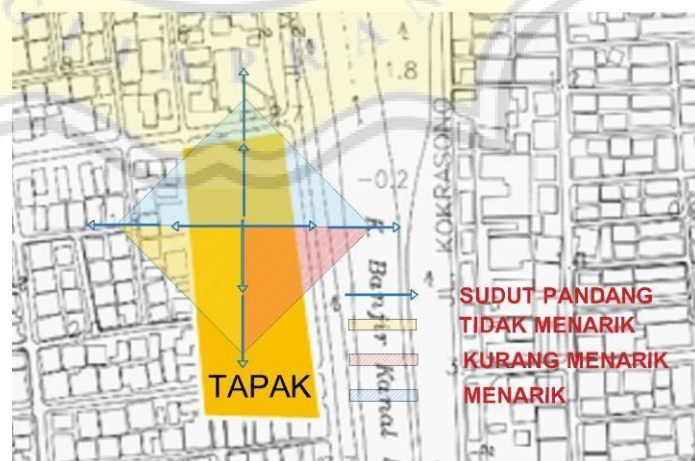 1.8
-0.2
KOKRASONO
K. Banjir Kanal
SUDUT PANDANG
TIDAK MENARIK
KURANG MENARIK
MENARIK
TAPAK